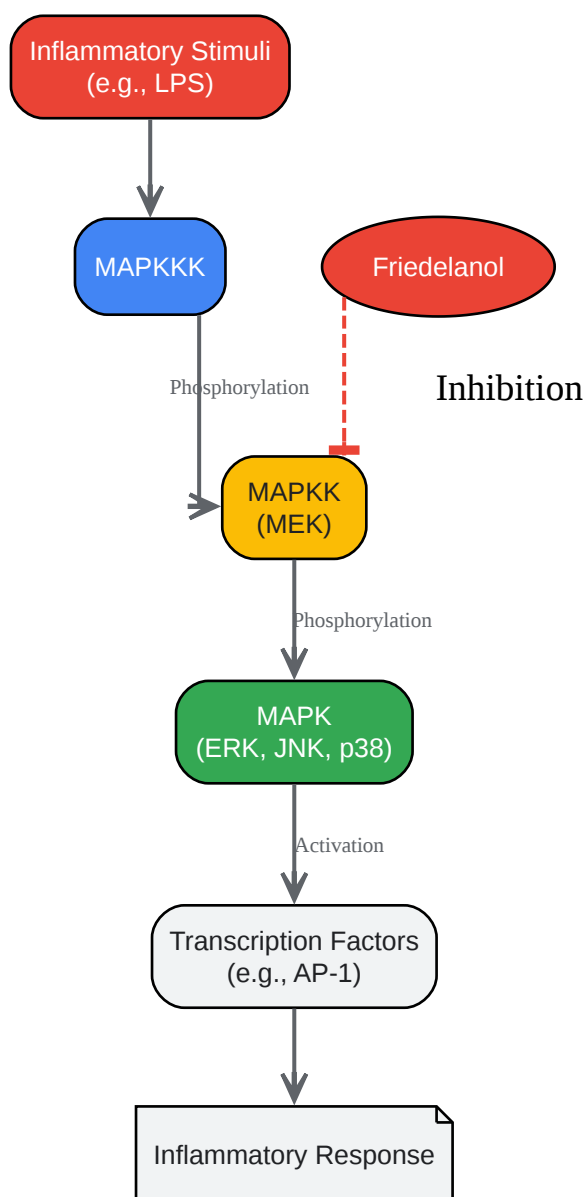 Inflammatory Stimuli
(e.g., LPS)
MAPKKK
Friedelanol
Phosphorylation
Inhibition
MAPKK
(MEK)
Phosphorylation
MAPK
(ERK, JNK, p38)
Activation
Transcription Factors
(e.g., AP-1)
Inflammatory Response